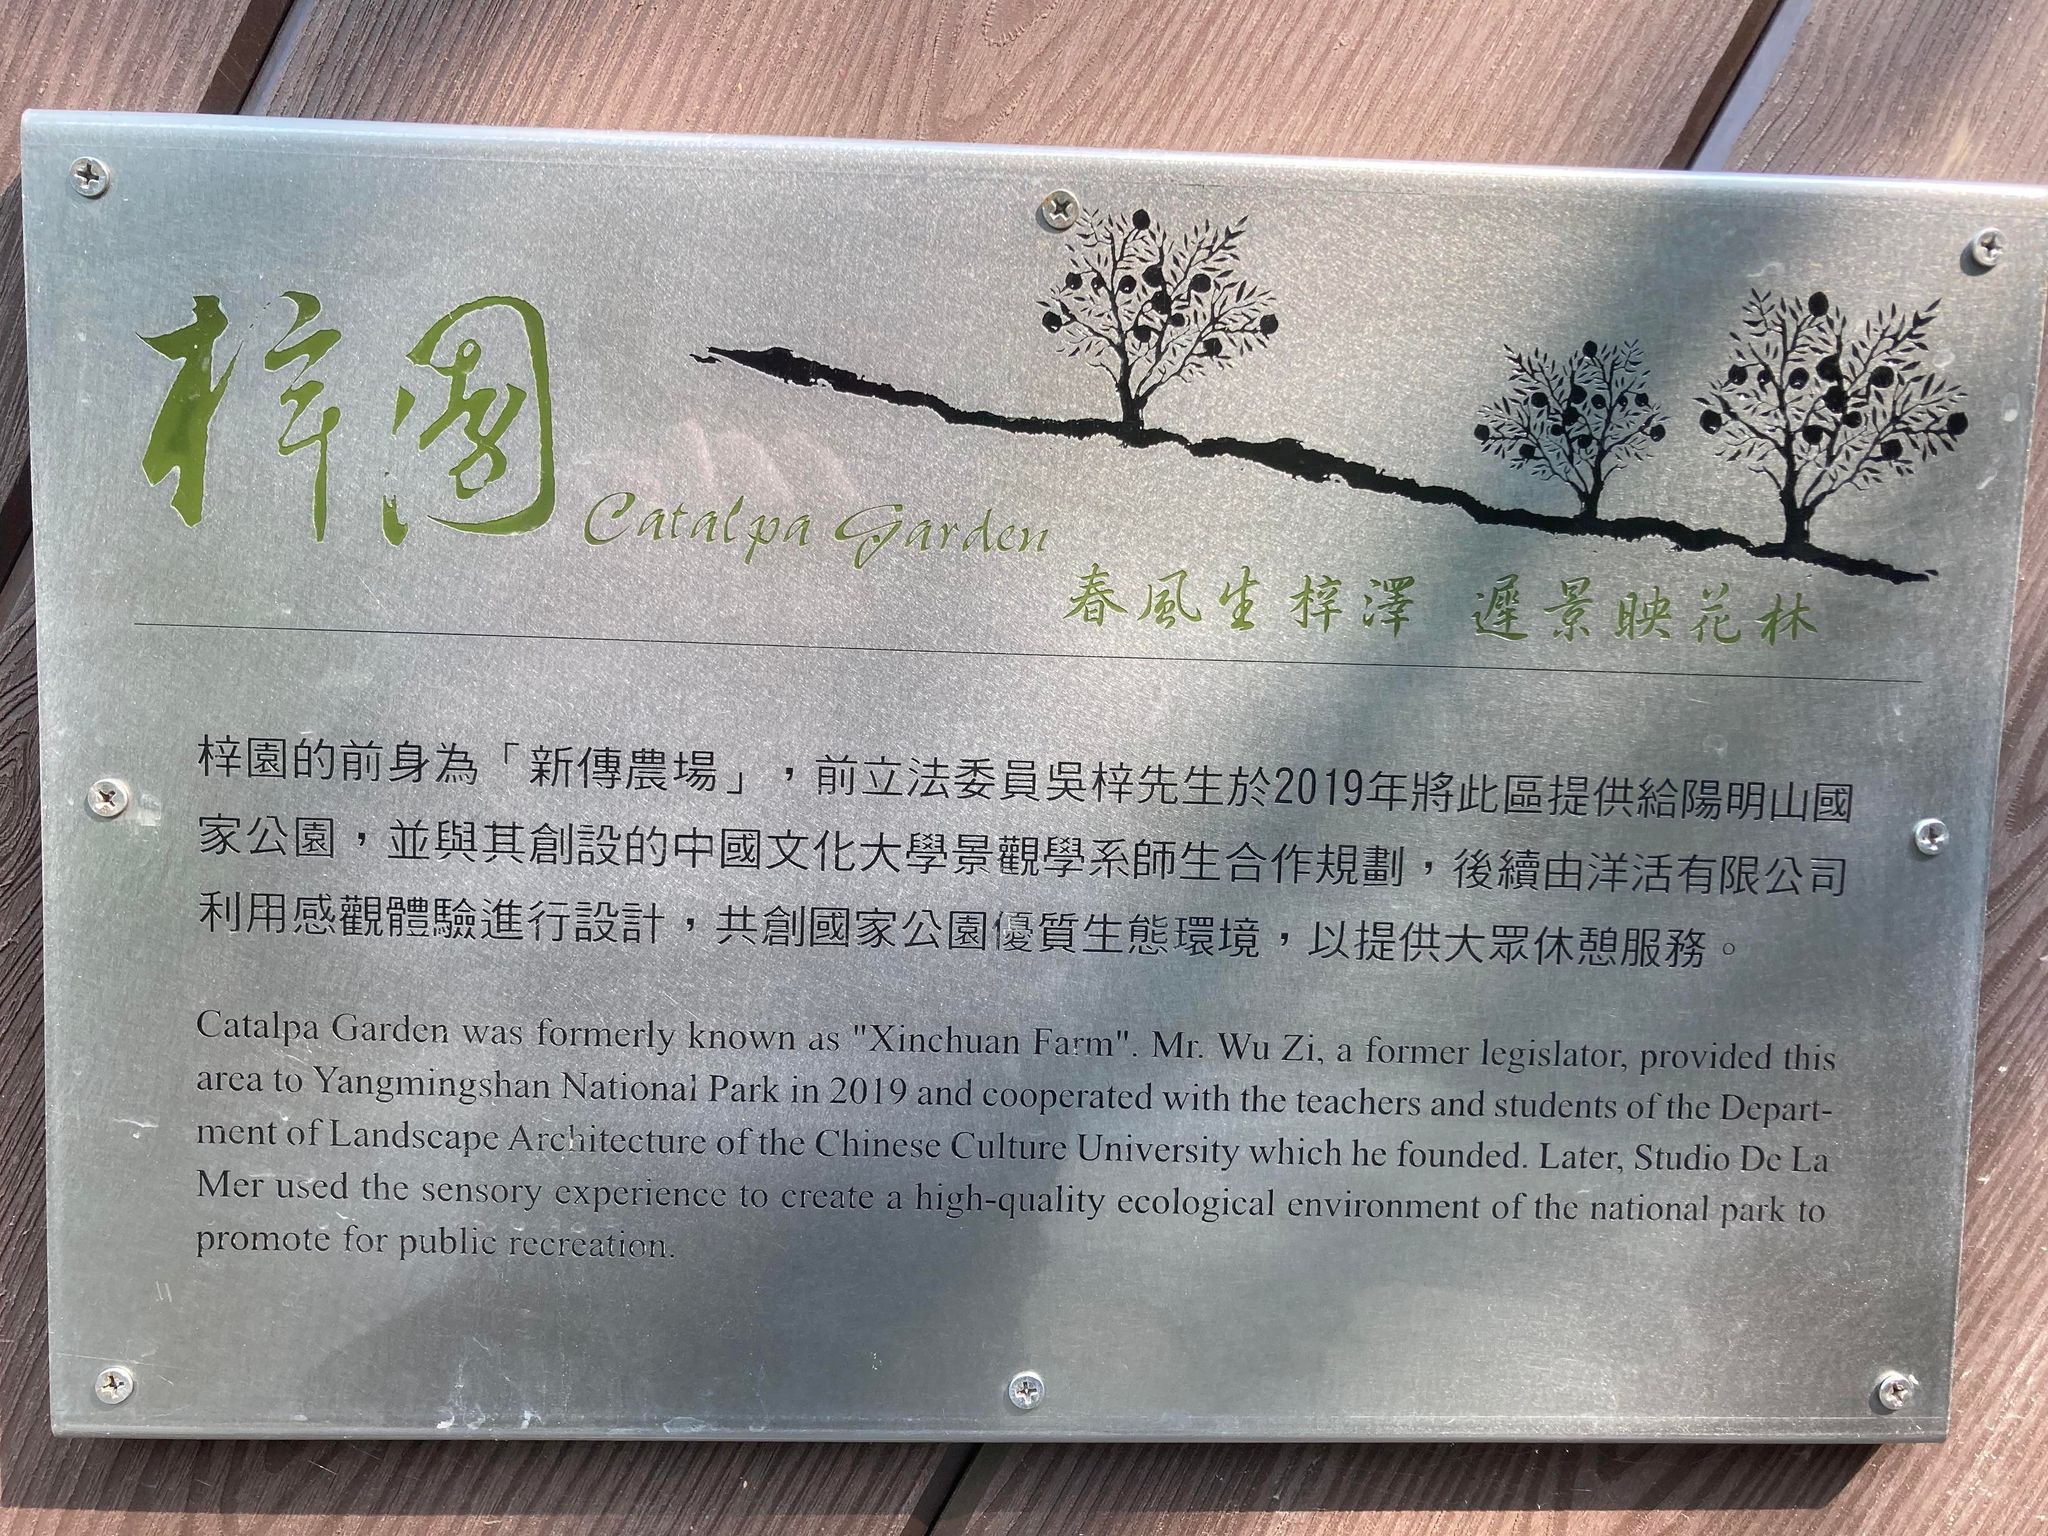 梓園
Catalpa Garden
春風生梓澤 遲景映花林
梓園的前身為「新傳農場」，前立法委員吳梓先生於2019年將此區提供給陽明山國
家公園，並與其創設的中國文化大學景觀學系師生合作規劃，後續由洋活有限公司
利用感觀體驗進行設計，共創國家公園優質生態環境，以提供大眾休憩服務。
Catalpa Garden was formerly known as "Xinchuan Farm". Mr. Wu Zi, a former legislator, provided this
area to Yangmingshan National Park in 2019 and cooperated with the teachers and students of the Depart-
ment of Landscape Architecture of the Chinese Culture University which he founded. Later, Studio De La
Mer used the sensory experience to create a high-quality ecological environment of the national park to
promote for public recreation.